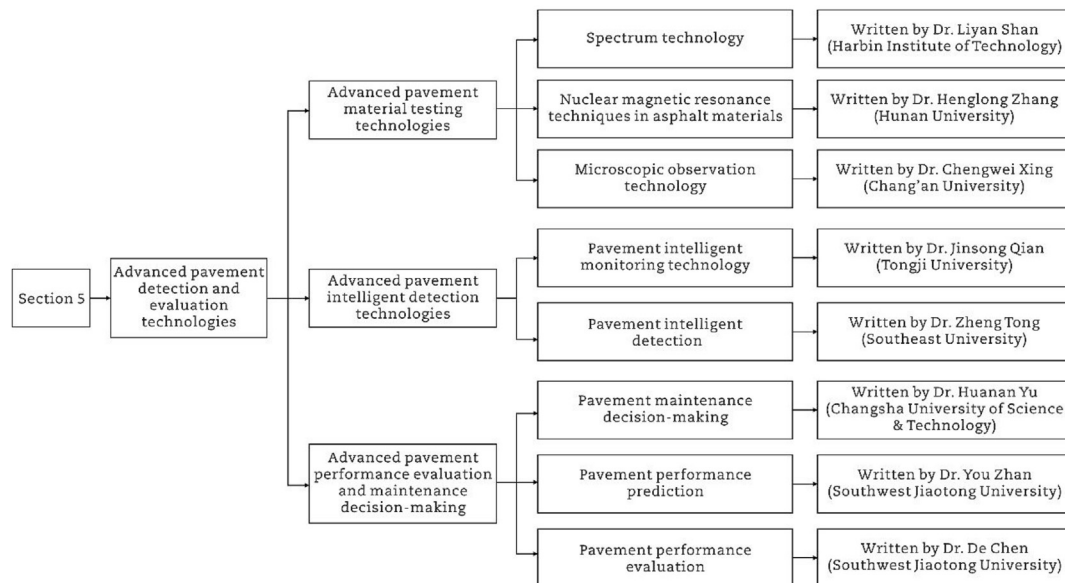 Section 5
Advanced pavement
detection and
evaluation
technologies
Advanced pavement
material testing
technologies
Spectrum technology
Written by Dr. Liyan Shan
(Harbin Institute of Technology)
Nuclear magnetic resonance
techniques in asphalt materials
Written by Dr. Henglong Zhang
(Hunan University)
Microscopic observation
technology
Written by Dr. Chengwei Xing
(Chang'an University)
Advanced pavement
intelligent detection
technologies
Pavement intelligent
monitoring technology
Written by Dr. Jinsong Qian
(Tongji University)
Pavement intelligent
detection
Written by Dr. Zheng Tong
(Southeast University)
Advanced pavement
performance evaluation
and maintenance
decision-making
Pavement maintenance
decision-making
Written by Dr. Huanan Yu
(Changsha University of Science
& Technology)
Pavement performance
prediction
Written by Dr. You Zhan
(Southwest Jiaotong University)
Pavement performance
evaluation
Written by Dr. De Chen
(Southwest Jiaotong University)